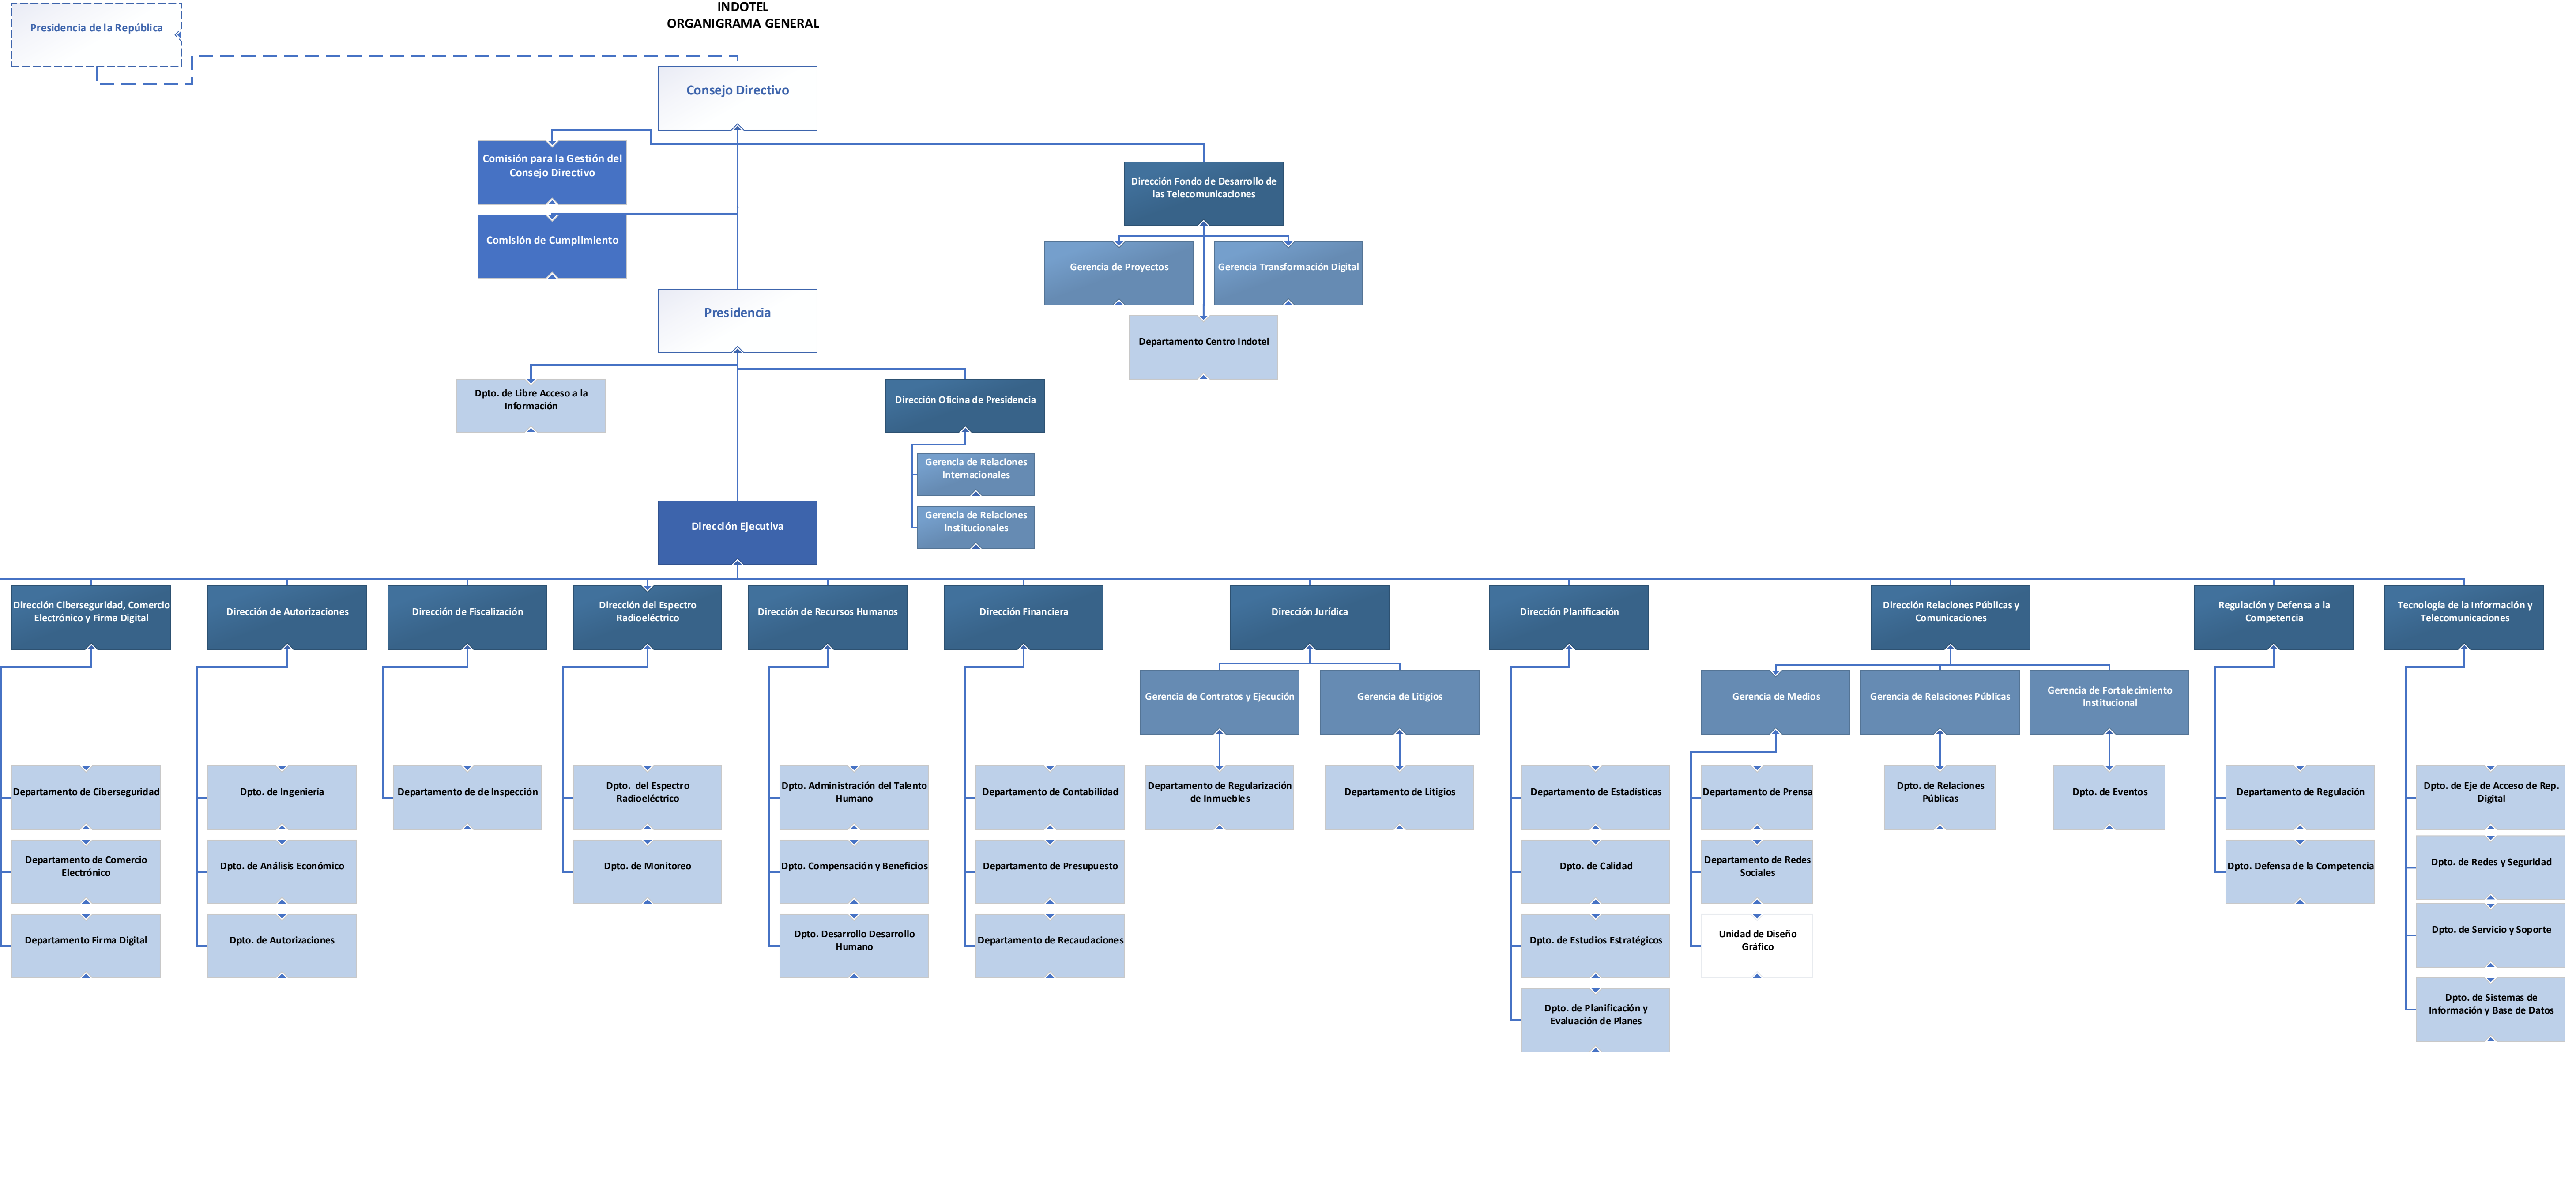 INDOTEL
ORGANIGRAMA GENERAL
Presidencia de la República
Consejo Directivo
Comisión para la Gestión del
Consejo Directivo
Comisión de Cumplimiento
Dirección Fondo de Desarrollo de
las Telecomunicaciones
Gerencia de Proyectos
Gerencia Transformación Digital
Departamento Centro Indotel
Presidencia
Dpto. de Libre Acceso a la
Información
Dirección Oficina de Presidencia
Gerencia de Relaciones
Internacionales
Gerencia de Relaciones
Institucionales
Dirección Ejecutiva
Dirección Ciberseguridad, Comercio
Electrónico y Firma Digital
Departamento de Ciberseguridad
Departamento de Comercio
Electrónico
Departamento Firma Digital
Dirección de Autorizaciones
Dpto. de Ingeniería
Dpto. de Análisis Económico
Dpto. de Autorizaciones
Dirección de Fiscalización
Departamento de de Inspección
Dirección del Espectro
Radioeléctrico
Dpto. del Espectro
Radioeléctrico
Dpto. de Monitoreo
Dirección de Recursos Humanos
Dpto. Administración del Talento
Humano
Dpto. Compensación y Beneficios
Dpto. Desarrollo Desarrollo
Humano
Dirección Financiera
Departamento de Contabilidad
Departamento de Presupuesto
Departamento de Recaudaciones
Dirección Jurídica
Gerencia de Contratos y Ejecución
Departamento de Regularización
de Inmuebles
Gerencia de Litigios
Departamento de Litigios
Dirección Planificación
Departamento de Estadísticas
Dpto. de Calidad
Dpto. de Estudios Estratégicos
Dpto. de Planificación y
Evaluación de Planes
Dirección Relaciones Públicas y
Comunicaciones
Gerencia de Medios
Departamento de Prensa
Departamento de Redes
Sociales
Unidad de Diseño
Gráfico
Gerencia de Relaciones Públicas
Dpto. de Relaciones
Públicas
Gerencia de Fortalecimiento
Institucional
Dpto. de Eventos
Regulación y Defensa a la
Competencia
Departamento de Regulación
Dpto. Defensa de la Competencia
Tecnología de la Información y
Telecomunicaciones
Dpto. de Eje de Acceso de Rep.
Digital
Dpto. de Redes y Seguridad
Dpto. de Servicio y Soporte
Dpto. de Sistemas de
Información y Base de Datos